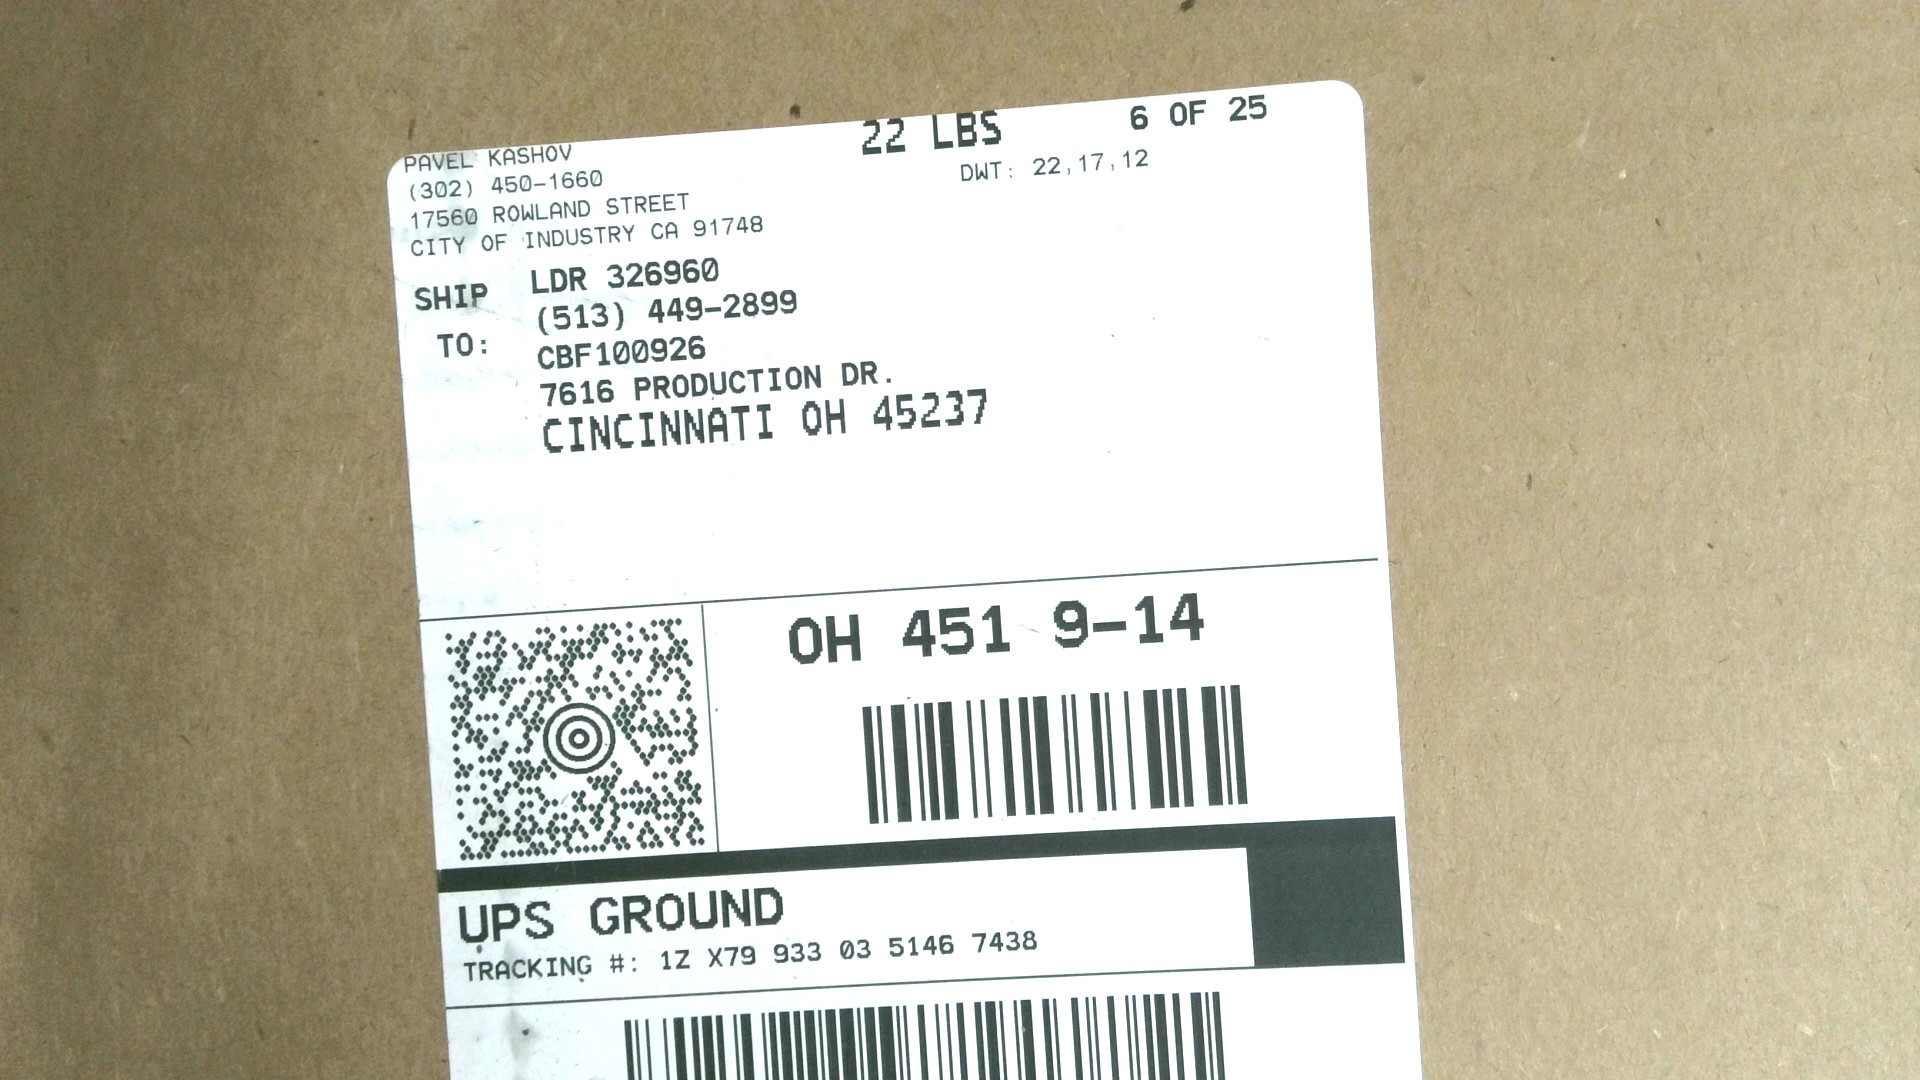 PAVEL KASHOV
(302) 450-1660
17560 ROWLAND STREET
CITY OF INDUSTRY CA 91748
22 LBS
6 OF 25
DWT: 22,17,12
SHIP TO:
LDR 326960
(513) 449-2899
CBF100926
7616 PRODUCTION DR.
CINCINNATI OH 45237
OH 451 9-14
UPS GROUND
TRACKING #: 1Z X79 933 03 5146 7438